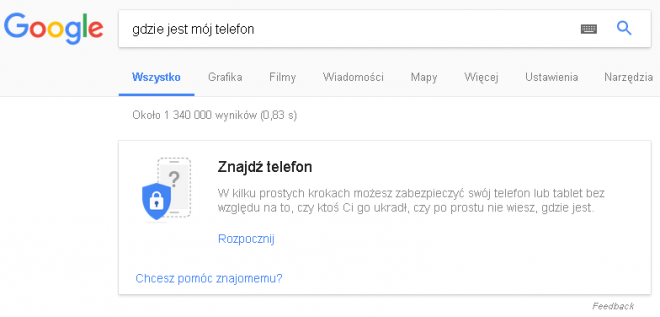 Google
gdzie jest mój telefon
Wszystko Grafika Filmy Wiadomości Mapy Więcej Ustawienia Narzędzia
Około 1 340 000 wyników (0,83 s)
?
Znajdź telefon
W kilku prostych krokach możesz zabezpieczyć swój telefon lub tablet bez
względu na to, czy ktoś Ci go ukradł, czy po prostu nie wiesz, gdzie jest.
Rozpocznij
Chcesz pomóc znajomemu?
Feedback